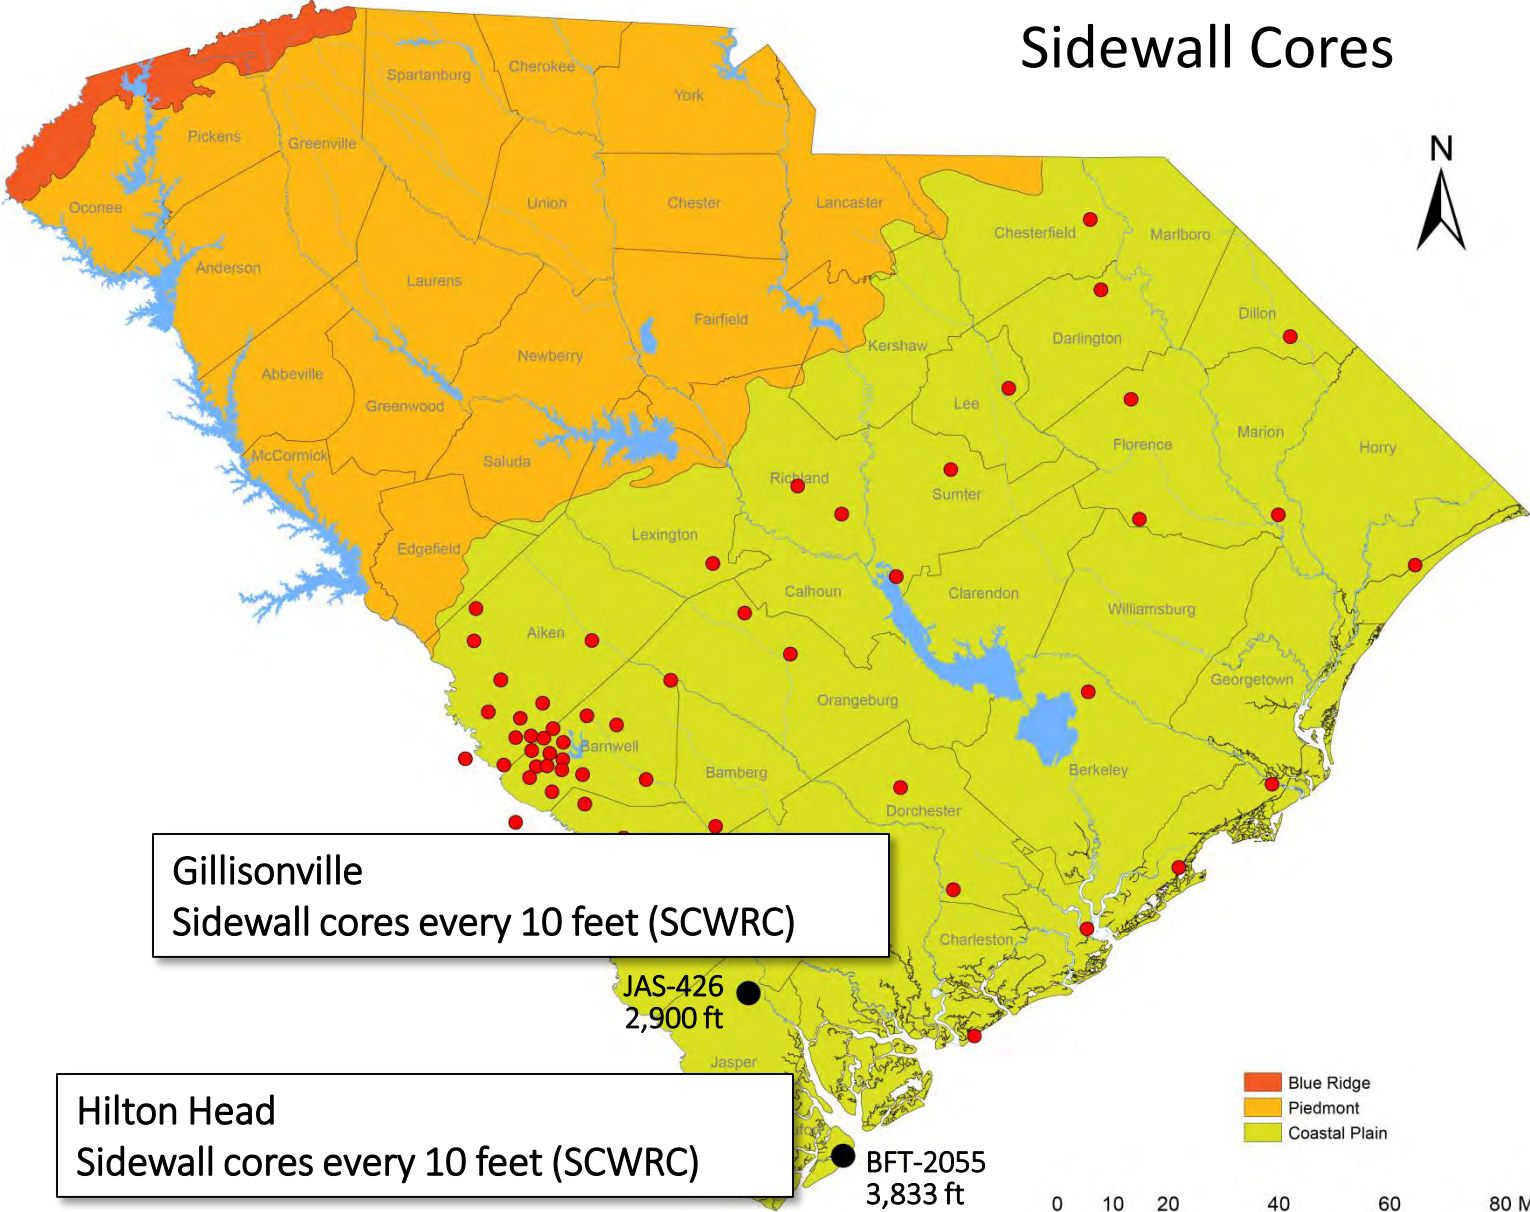 Sidewall Cores
N
Cherokee
Spartanburg
York
Pickens
Greenville
Oconee
Union
Chester
Lancaster
Chesterfield
Marlboro
Anderson
Laurens
Fairfield
Dillon
Darlington
Kershaw
Newberry
Abbeville
Greenwood
Lee
Marion
Florence
Horry
McCormick
Saluda
Richland
Sumter
Lexington
Edgefield
Calhoun
Clarendon
Williamsburg
Aiken
Georgetown
Orangeburg
Barnwell
Bamberg
Berkeley
Dorchester
Gillisonville
Sidewall cores every 10 feet (SCWRC)
Charleston
JAS-426
2,900 ft
Jasper
Hilton Head
Sidewall cores every 10 feet (SCWRC)
BFT-2055
3,833 ft
Blue Ridge
Piedmont
Coastal Plain
0 10 20 40 60 80 M